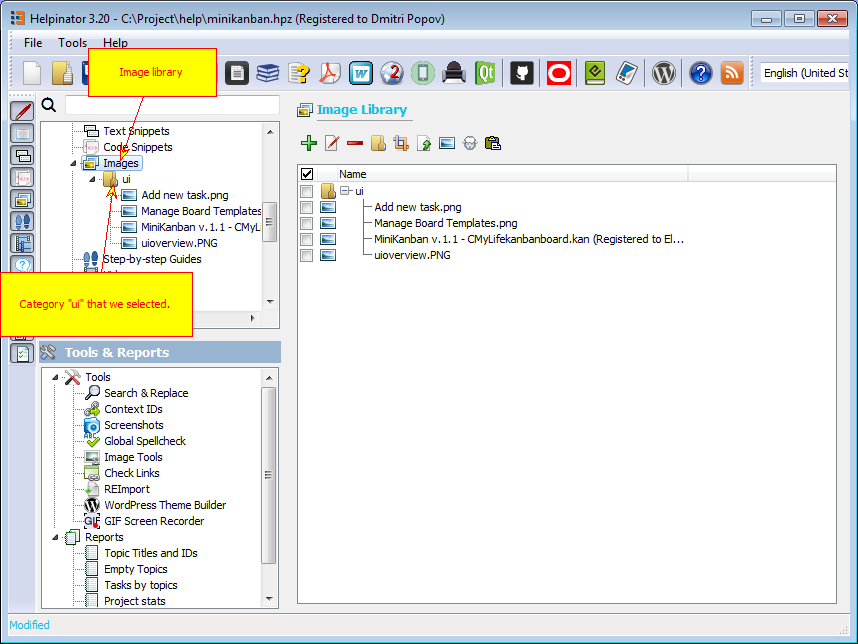 Helpinator 3.20 - C:\Project\help\minikanban.hpz (Registered to Dmitri Popov)
File Tools Help
Image library
English (United St
Text Snippets
Code Snippets
Images
ui
Add new task.png
Manage Board Templates
MiniKanban v.1.1 - CMyL
uioverview.PNG
Step-by-step Guides
Category "ui" that we selected.
Tools & Reports
Tools
Search & Replace
Context IDs
Screenshots
Global Spellcheck
Image Tools
Check Links
REImport
WordPress Theme Builder
GIF Screen Recorder
Reports
Topic Titles and IDs
Empty Topics
Tasks by topics
Project stats
Image Library
Name
ui
Add new task.png
Manage Board Templates.png
MiniKanban v.1.1 - CMyLifekanbanboard.kan (Registered to El...
uioverview.PNG
Modified